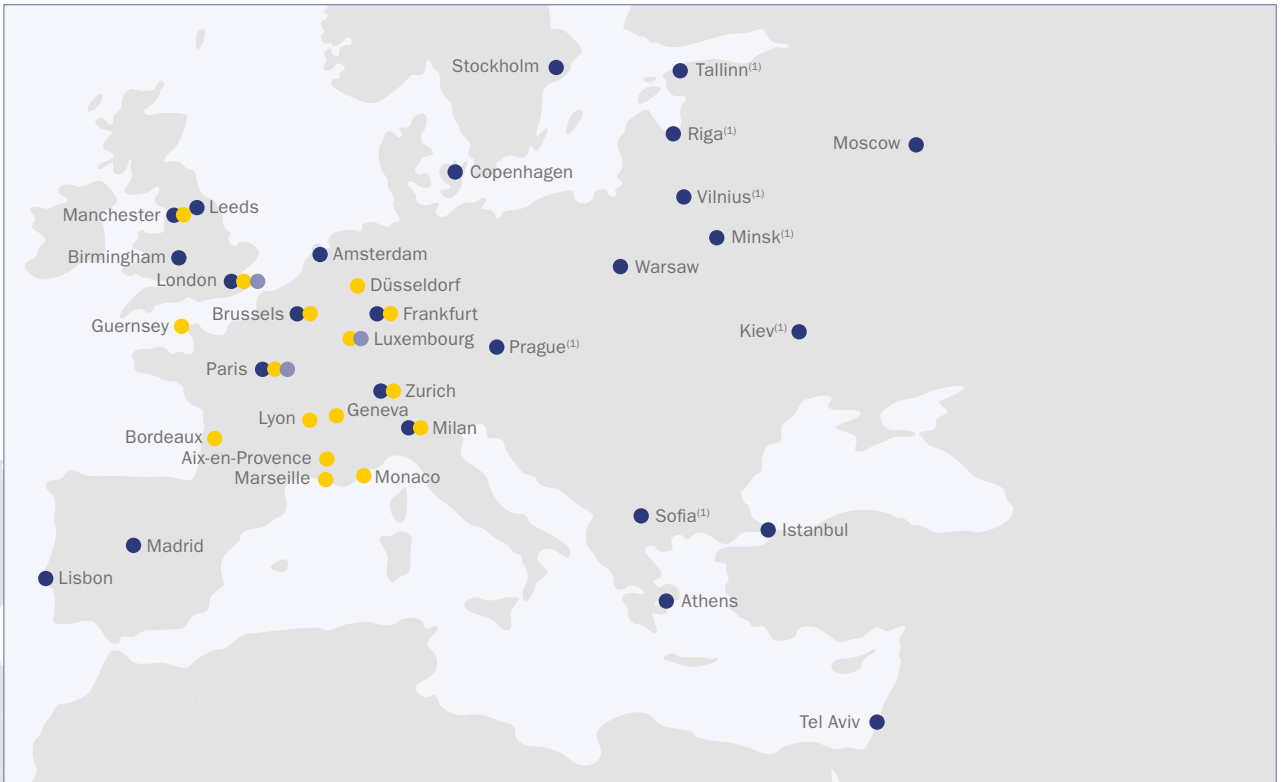 Stockholm
Tallinn(1)
Riga(1)
Moscow
Copenhagen
Vilnius(1)
Leeds
Manchester
Minsk(1)
Amsterdam
Birmingham
Warsaw
London
Düsseldorf
Brussels
Frankfurt
Guernsey
Kiev(1)
Luxembourg
Prague(1)
Paris
Zurich
Geneva
Lyon
Milan
Bordeaux
Aix-en-Provence
Marseille
Monaco
Sofia(1)
Istanbul
Madrid
Lisbon
Athens
Tel Aviv